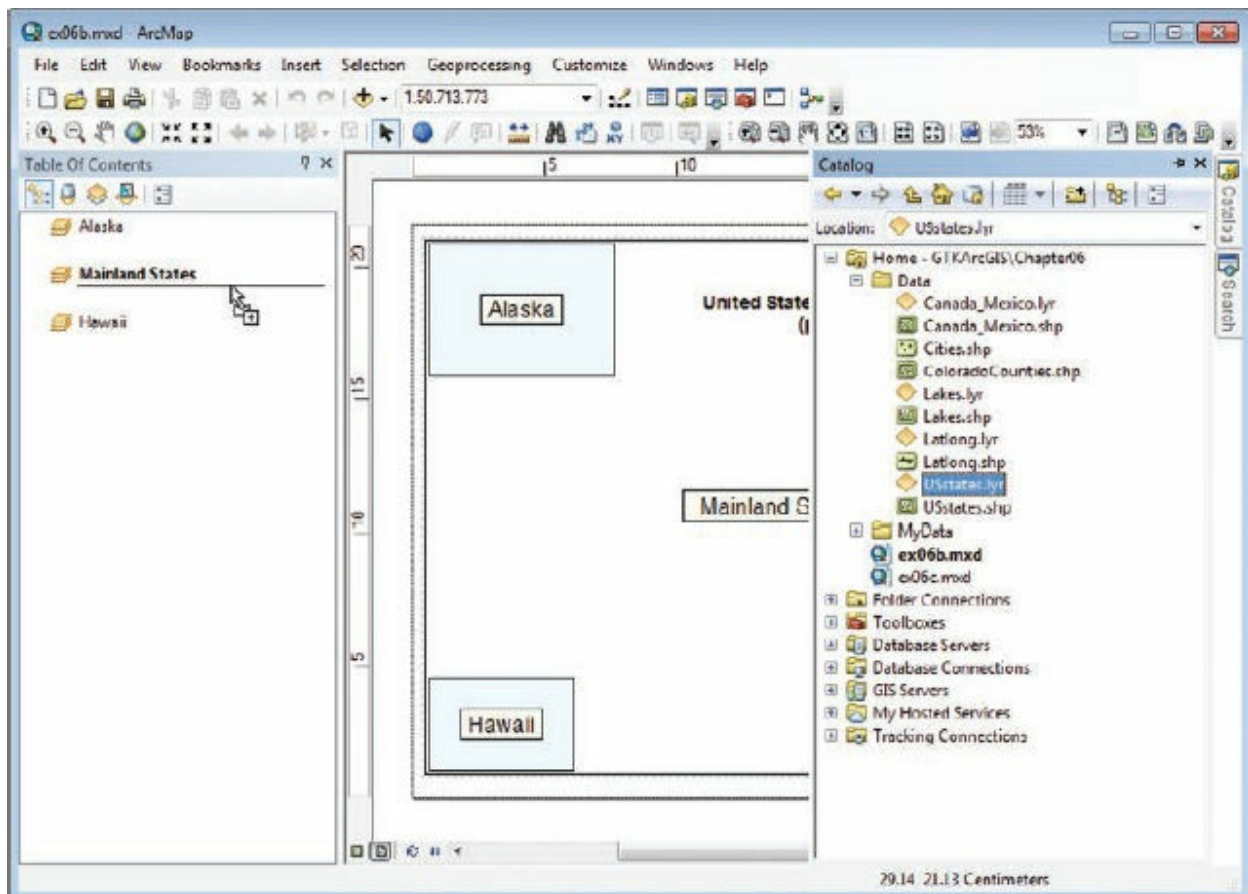 ex06b.mxd ArcMap
File Edit View Bookmarks Insert Selection Geoprocessing Customize Windows Help
1:50,713,773
53%
Table Of Contents
Alaska
Mainland States
Hawaii
5 10
20
15
10
5
Alaska
United State
(
Mainland S
Hawaii
Catalog
Location: USstates.lyr
Home - GTKArcGIS\Chapter06
Data
Canada_Mexico.lyr
Canada_Mexico.shp
Cities.shp
ColoradoCounties.shp
Lakes.lyr
Lakes.shp
Latlong.lyr
Latlong.shp
USstates.lyr
USstates.shp
MyData
ex06b.mxd
ex06c.mxd
Folder Connections
Toolboxes
Database Servers
Database Connections
GIS Servers
My Hosted Services
Tracking Connections
Catalog
Search
29.14 21.13 Centimeters